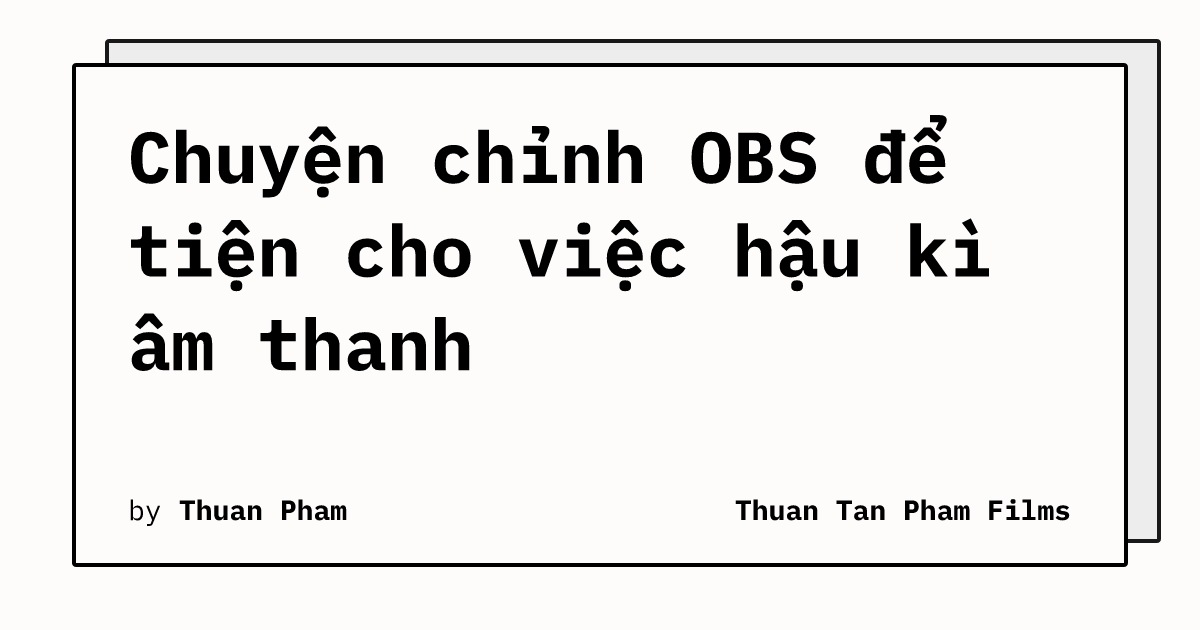 Chuyện chỉnh OBS để
tiện cho việc hậu kì
âm thanh
by Thuan Pham
Thuan Tan Pham Films